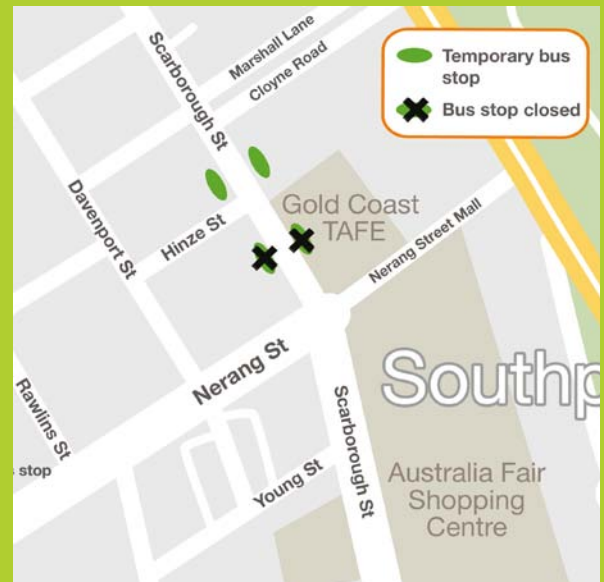 Temporary bus
stop
Bus stop closed
Scarborough St
Marshall Lane
Cloyne Road
Davenport St
Hinze St
Gold Coast
TAFE
Nerang Street Mall
Nerang St
Southp
Rawlins St
Scarborough St
stop
Young St
Australia Fair
Shopping
Centre